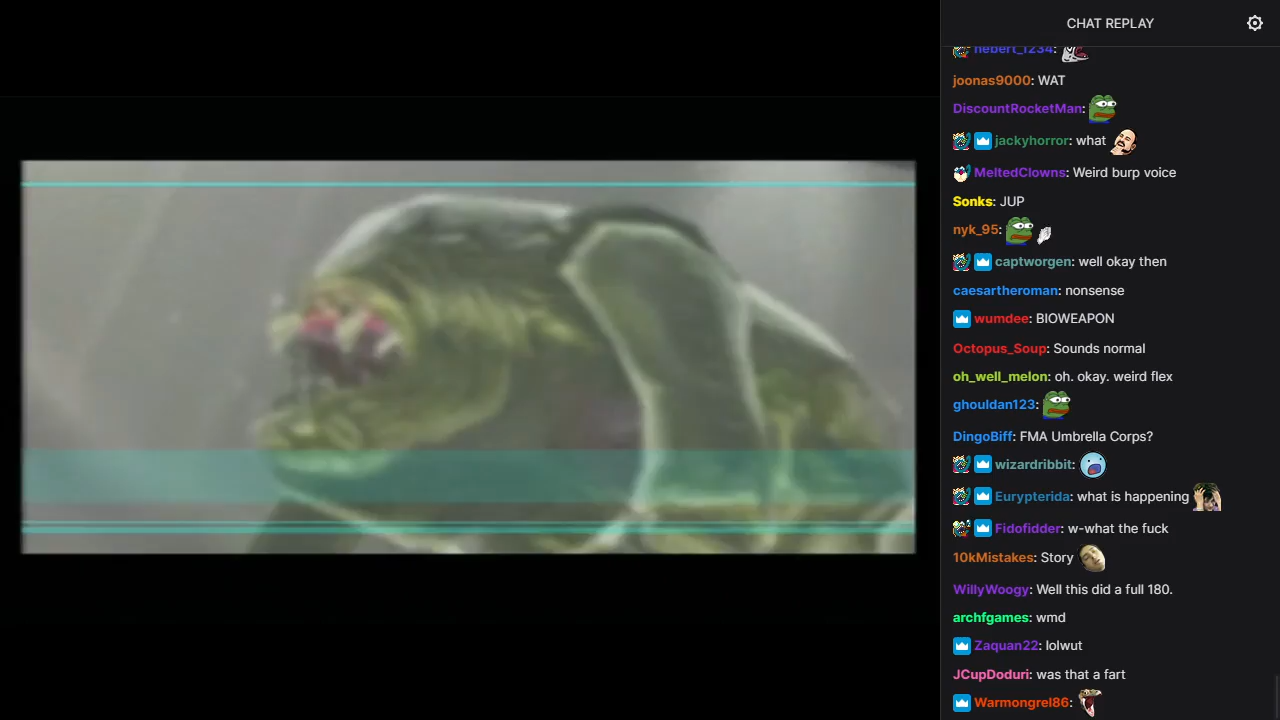 CHAT REPLAY
hebert_1234:
joonas9000: WAT
DiscountRocketMan:
jackyhorror: what
MeltedClowns: Weird burp voice
Sonks: JUP
nyk_95:
captworgen: well okay then
caesartheroman: nonsense
wumdee: BIOWEAPON
Octopus_Soup: Sounds normal
oh_well_melon: oh. okay. weird flex
ghouldan123:
DingoBiff: FMA Umbrella Corps?
wizardribbit:
Eurypterida: what is happening
Fidofidder: w-what the fuck
10kMistakes: Story
WillyWoogy: Well this did a full 180.
archfgames: wmd
Zaquan22: lolwut
JCupDoduri: was that a fart
Warmongrel86: